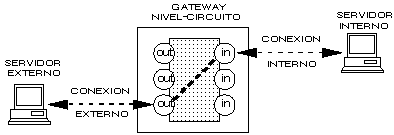 GATEWAY
NIVEL-CIRCUITO
SERVIDOR
INTERNO
out
in
CONEXION
INTERNO
out
in
SERVIDOR
EXTERNO
CONEXION
EXTERNO
out
in